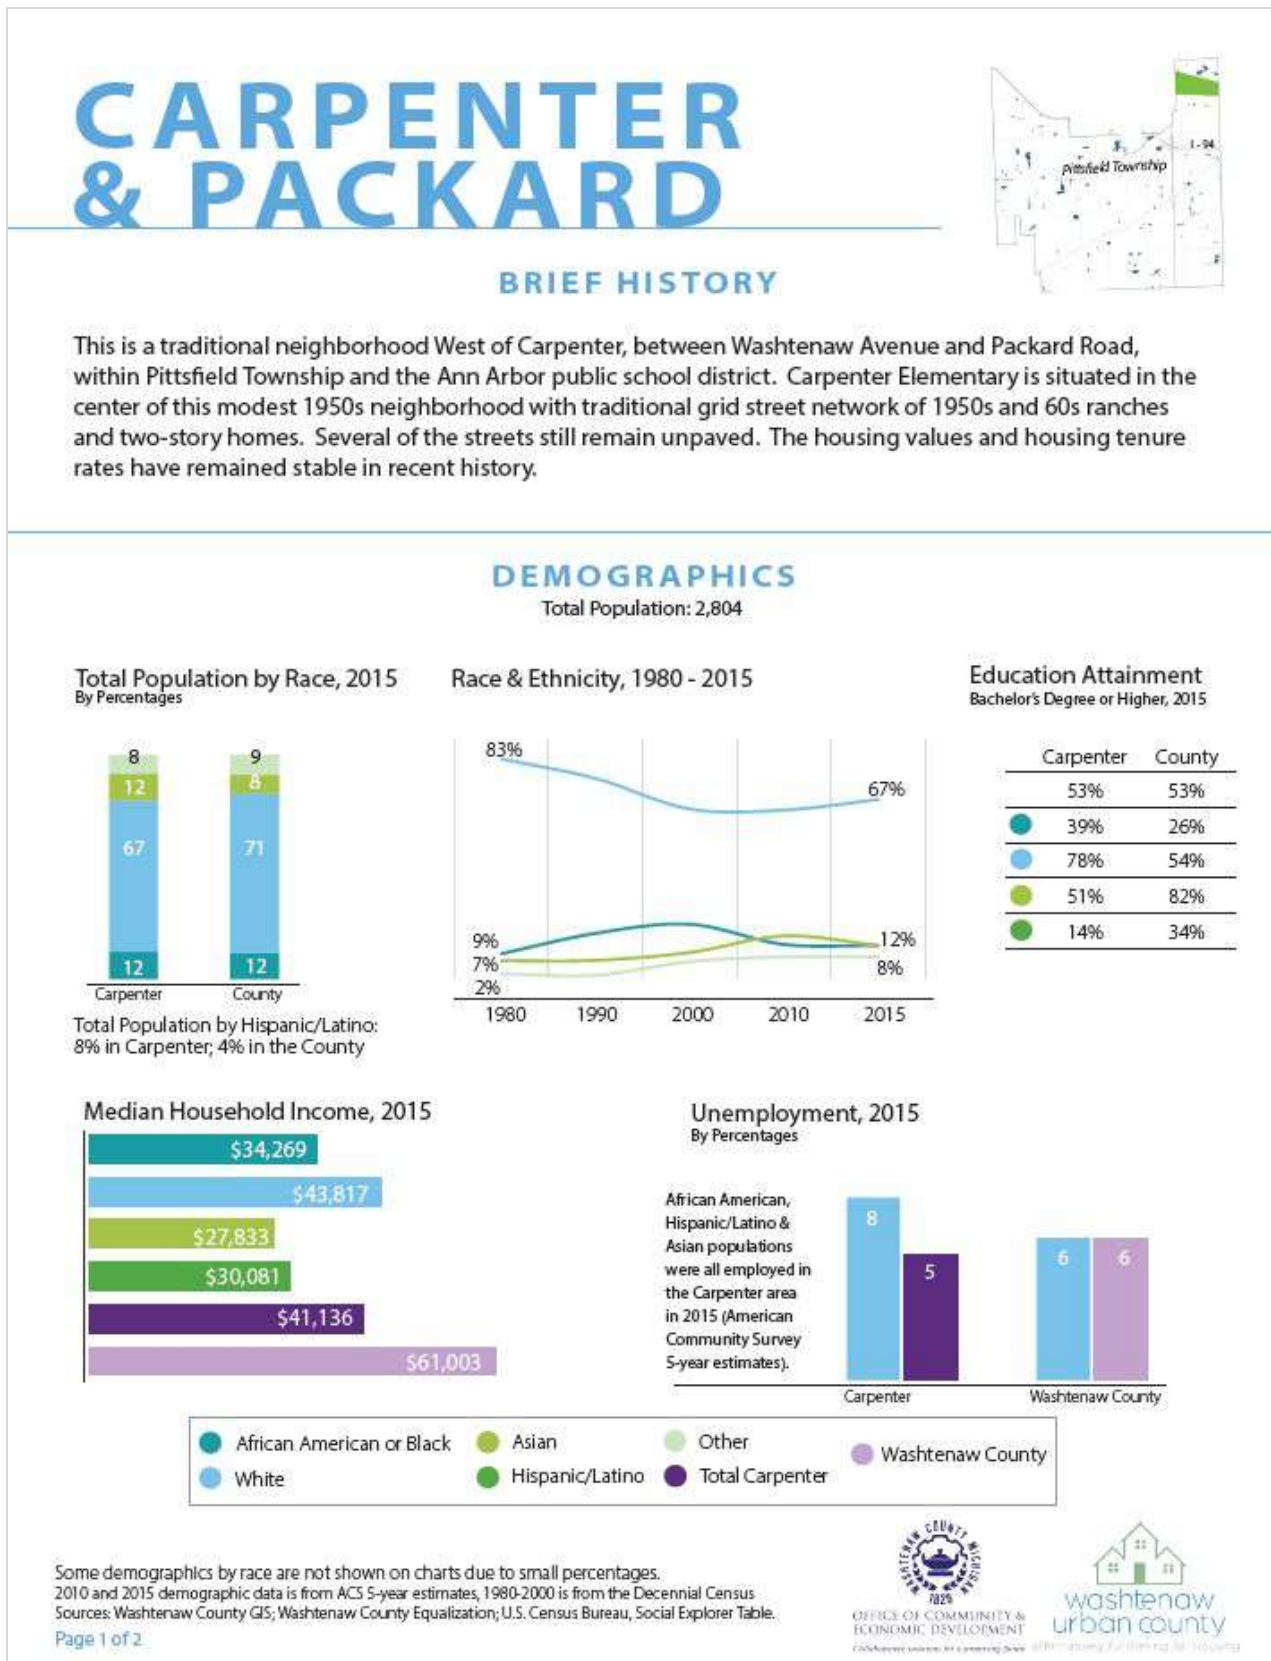 CARPENTER
& PACKARD
I-94
Pittsfield Township
BRIEF HISTORY
This is a traditional neighborhood West of Carpenter, between Washtenaw Avenue and Packard Road,
within Pittsfield Township and the Ann Arbor public school district. Carpenter Elementary is situated in the
center of this modest 1950s neighborhood with traditional grid street network of 1950s and 60s ranches
and two-story homes. Several of the streets still remain unpaved. The housing values and housing tenure
rates have remained stable in recent history.
DEMOGRAPHICS
Total Population: 2,804
Total Population by Race, 2015
By Percentages
8 9
12 8
67 71
12 12
Carpenter County
Total Population by Hispanic/Latino:
8% in Carpenter; 4% in the County
Race & Ethnicity, 1980 - 2015
83%
67%
9%
12%
7%
8%
2%
1980 1990 2000 2010 2015
Education Attainment
Bachelor's Degree or Higher, 2015
Carpenter County
53% 53%
39% 26%
78% 54%
51% 82%
14% 34%
Median Household Income, 2015
$34,269
$43,817
$27,833
$30,081
$41,136
$61,003
Unemployment, 2015
By Percentages
African American,
Hispanic/Latino &
Asian populations
were all employed in
the Carpenter area
in 2015 (American
Community Survey
5-year estimates).
8 5 6 6
Carpenter Washtenaw County
African American or Black Asian Other Washtenaw County
White Hispanic/Latino Total Carpenter
Some demographics by race are not shown on charts due to small percentages.
2010 and 2015 demographic data is from ACS 5-year estimates, 1980-2000 is from the Decennial Census
Sources: Washtenaw County GIS; Washtenaw County Equalization; U.S. Census Bureau, Social Explorer Table.
Page 1 of 2
WASHTENAW COUNTY MICHIGAN
1829
OFFICE OF COMMUNITY &
ECONOMIC DEVELOPMENT
washtenaw
urban county